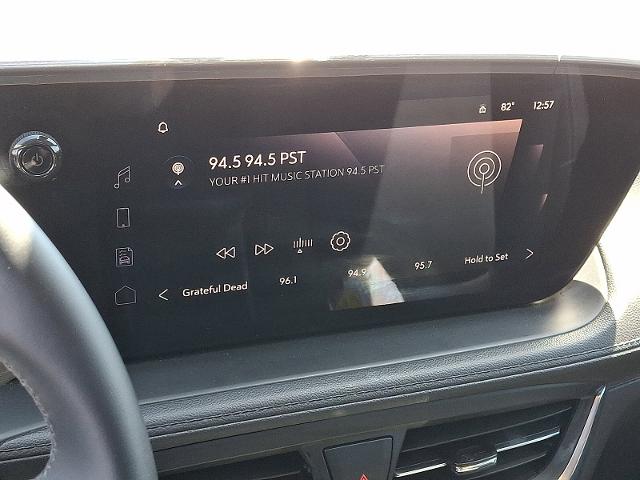 82° 12:57
94.5 94.5 PST
YOUR #1 HIT MUSIC STATION 94.5 PST
Grateful Dead 96.1 94.9 95.7 Hold to Set